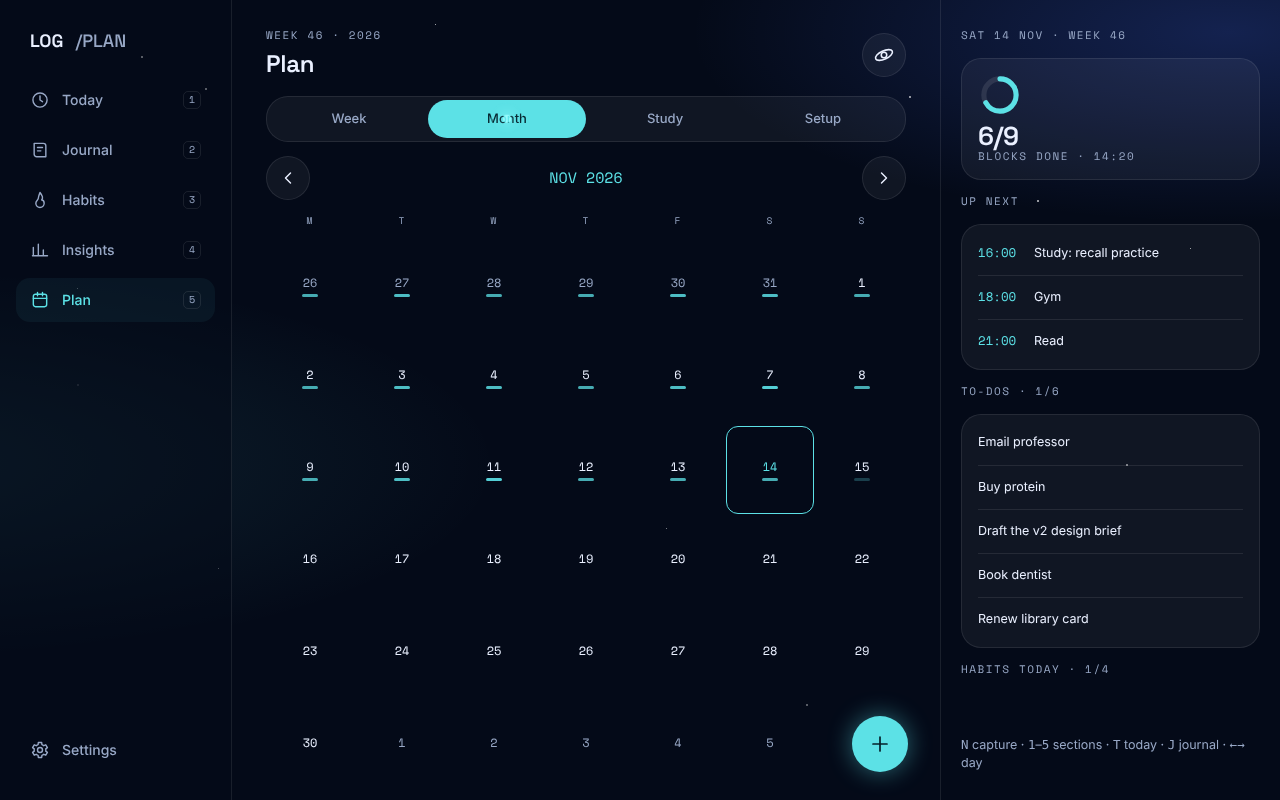 LOG /PLAN
Today 1
Journal 2
Habits 3
Insights 4
Plan 5
Settings
WEEK 46 · 2026
Plan
Week Month Study Setup
NOV 2026
M T W T F S S
26 27 28 29 30 31 1
2 3 4 5 6 7 8
9 10 11 12 13 14 15
16 17 18 19 20 21 22
23 24 25 26 27 28 29
30 1 2 3 4 5
SAT 14 NOV · WEEK 46
6/9
BLOCKS DONE · 14:20
UP NEXT
16:00 Study: recall practice
18:00 Gym
21:00 Read
TO-DOS · 1/6
Email professor
Buy protein
Draft the v2 design brief
Book dentist
Renew library card
HABITS TODAY · 1/4
N capture · 1–5 sections · T today · J journal · ←→
day